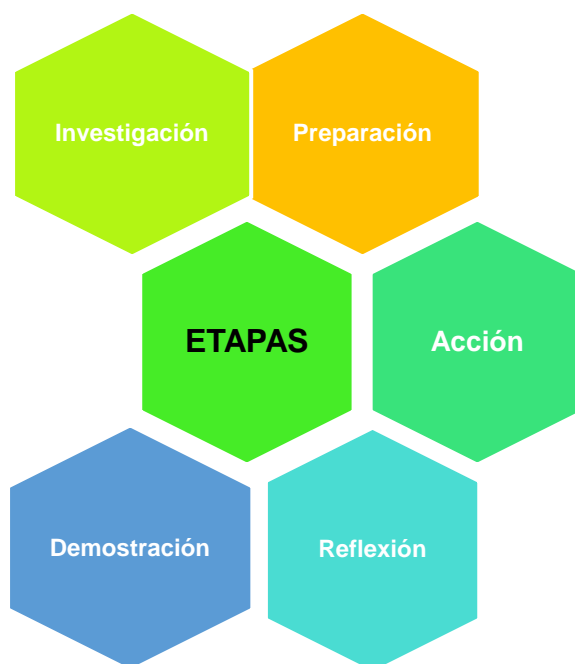 Investigación
Preparación
ETAPAS
Acción
Demostración
Reflexión